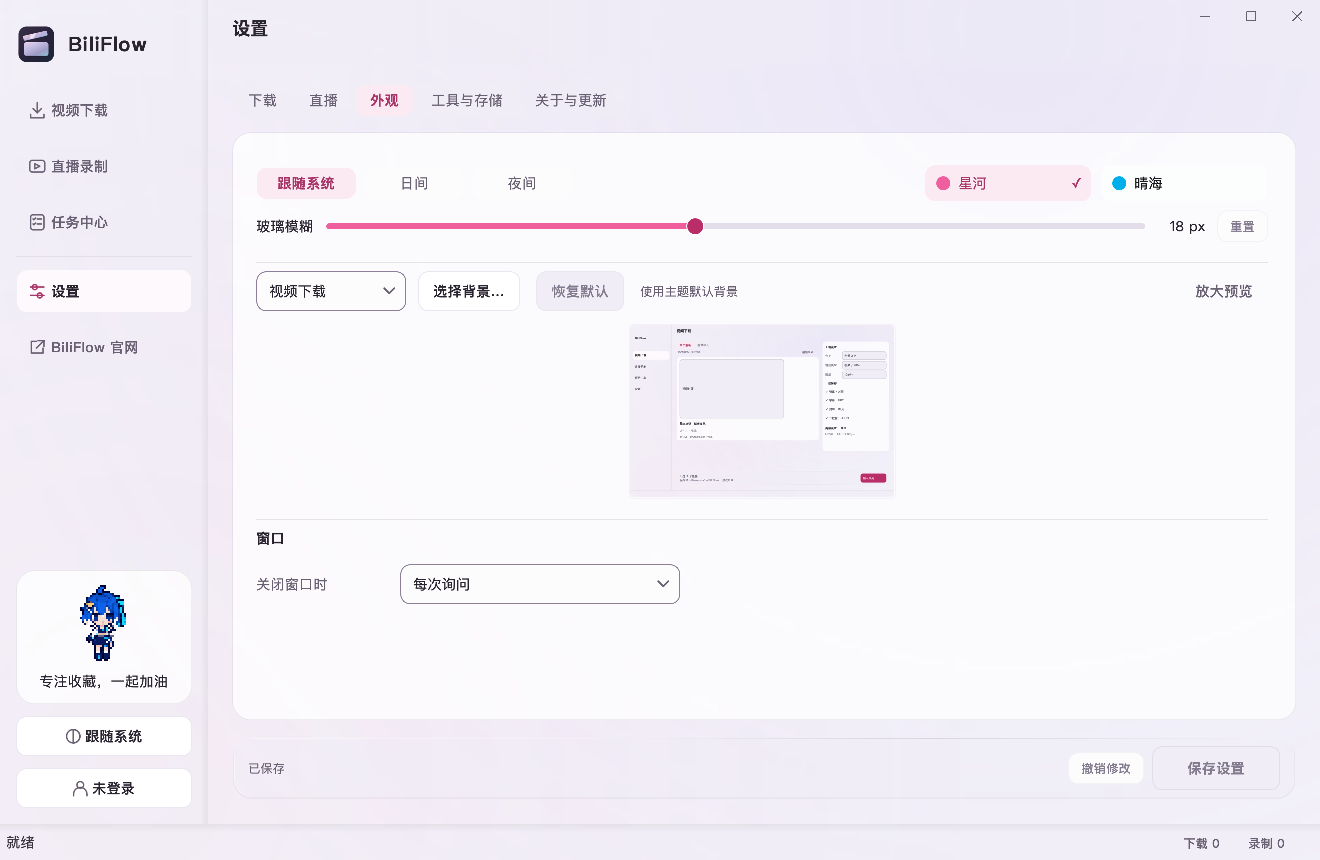 BiliFlow
视频下载
直播录制
任务中心
设置
BiliFlow 官网
专注收藏，一起加油
跟随系统
未登录
就绪
设置
下载 直播 外观 工具与存储 关于与更新
跟随系统 日间 夜间 星河 ✓ 晴海
玻璃模糊 18 px 重置
视频下载 选择背景... 恢复默认 使用主题默认背景 放大预览
窗口
关闭窗口时 每次询问
已保存 撤销修改 保存设置
下载 0 录制 0